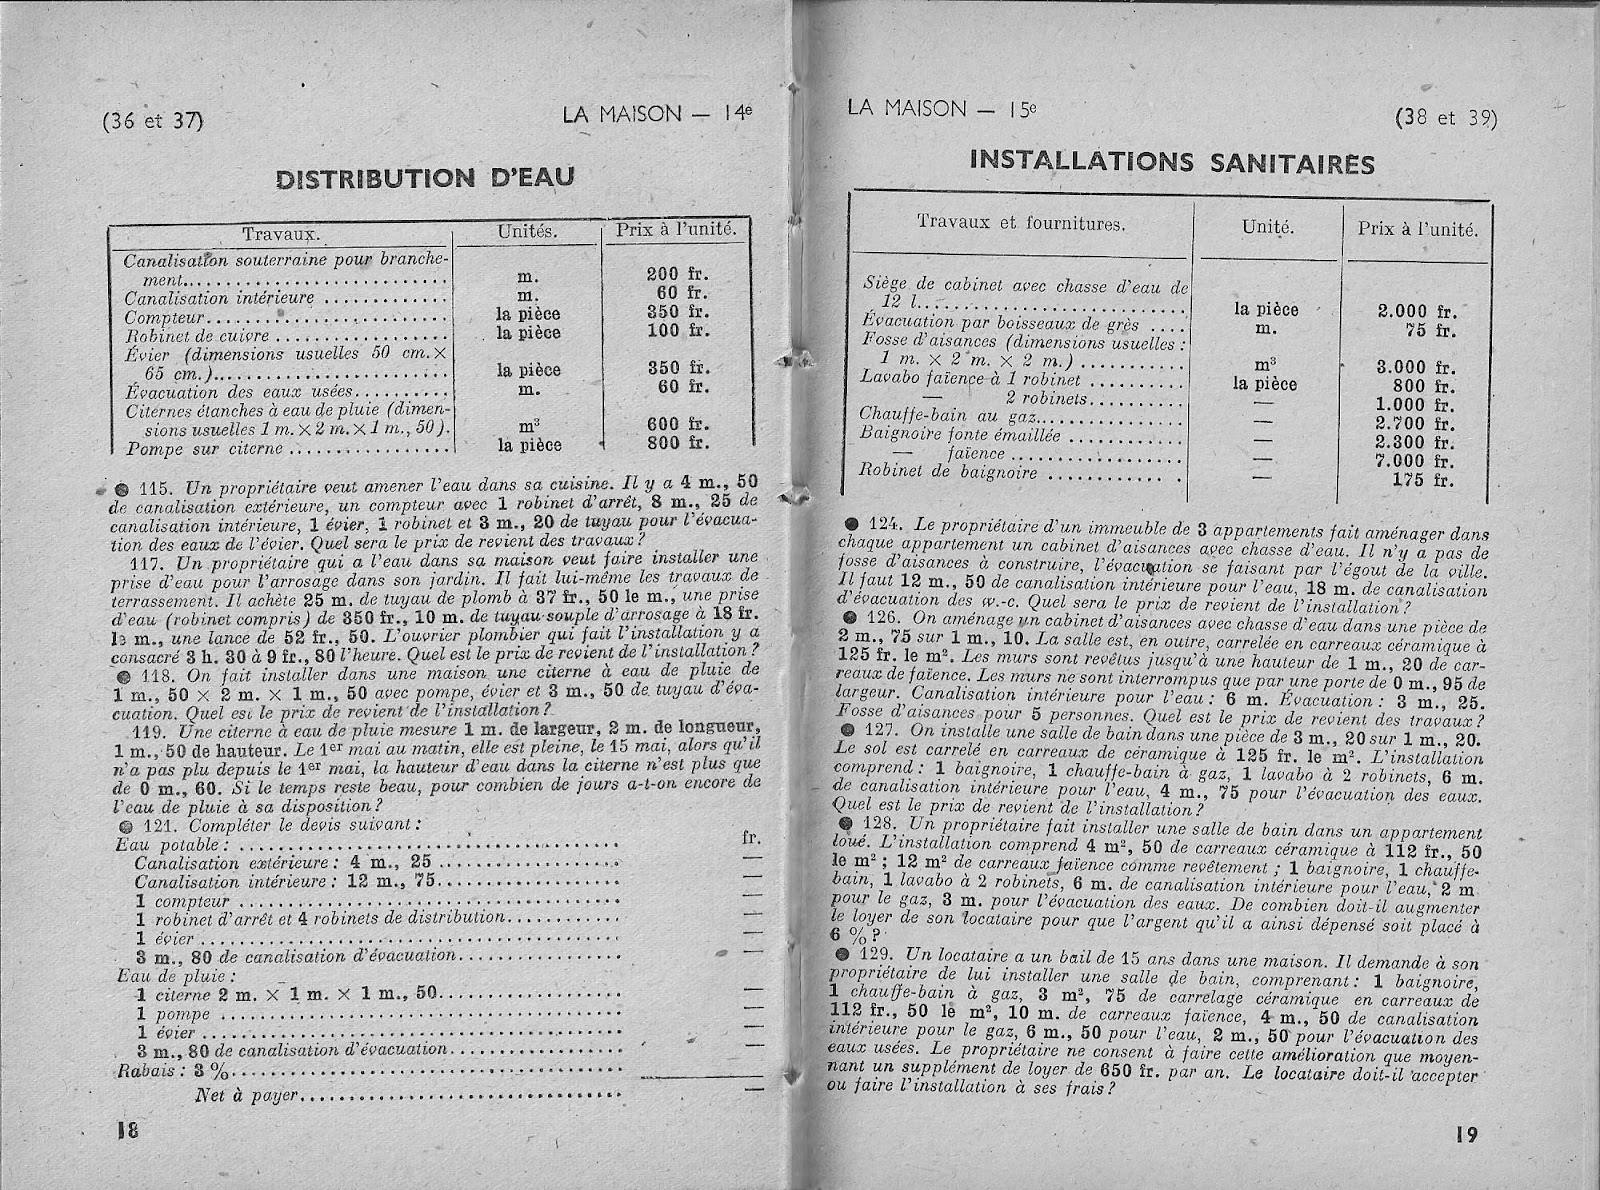 (36 et 37)
LA MAISON — 14e
DISTRIBUTION D'EAU
Travaux. Unités. Prix à l'unité.
Canalisation souterraine pour branche-
ment........ m. 200 fr.
Canalisation intérieure ........ m. 60 fr.
Compteur........ la pièce 350 fr.
Robinet de cuivre ........ la pièce 100 fr.
Évier (dimensions usuelles 50 cm. ×
65 cm.)........ la pièce 350 fr.
Évacuation des eaux usées........ m. 60 fr.
Citernes étanches à eau de pluie (dimen-
sions usuelles 1 m. × 2 m. × 1 m., 50). m³ 600 fr.
Pompe sur citerne ........ la pièce 800 fr.
● 115. Un propriétaire veut amener l'eau dans sa cuisine. Il y a 4 m., 50
de canalisation extérieure, un compteur avec 1 robinet d'arrêt, 8 m., 25 de
canalisation intérieure, 1 évier, 1 robinet et 3 m., 20 de tuyau pour l'évacua-
tion des eaux de l'évier. Quel sera le prix de revient des travaux ?
117. Un propriétaire qui a l'eau dans sa maison veut faire installer une
prise d'eau pour l'arrosage dans son jardin. Il fait lui-même les travaux de
terrassement. Il achète 25 m. de tuyau de plomb à 37 fr., 50 le m., une prise
d'eau (robinet compris) de 350 fr., 10 m. de tuyau souple d'arrosage à 18 fr.
le m., une lance de 52 fr., 50. L'ouvrier plombier qui fait l'installation y a
consacré 3 h. 30 à 9 fr., 80 l'heure. Quel est le prix de revient de l'installation ?
● 118. On fait installer dans une maison une citerne à eau de pluie de
1 m., 50 × 2 m. × 1 m., 50 avec pompe, évier et 3 m., 50 de tuyau d'éva-
cuation. Quel est le prix de revient de l'installation ?
119. Une citerne à eau de pluie mesure 1 m. de largeur, 2 m. de longueur,
1 m., 50 de hauteur. Le 1er mai au matin, elle est pleine, le 15 mai, alors qu'il
n'a pas plu depuis le 1er mai, la hauteur d'eau dans la citerne n'est plus que
de 0 m., 60. Si le temps reste beau, pour combien de jours a-t-on encore de
l'eau de pluie à sa disposition ?
● 121. Compléter le devis suivant :
Eau potable : ........ fr.
Canalisation extérieure : 4 m., 25 ........ —
Canalisation intérieure : 12 m., 75........ —
1 compteur ........ —
1 robinet d'arrêt et 4 robinets de distribution........ —
1 évier ........ —
3 m., 80 de canalisation d'évacuation........ —
Eau de pluie :
1 citerne 2 m. × 1 m. × 1 m., 50........ —
1 pompe ........ —
1 évier ........ —
3 m., 80 de canalisation d'évacuation........ —
Rabais : 3 %........
Net à payer........ —
18
LA MAISON — 15e
(38 et 39)
INSTALLATIONS SANITAIRES
Travaux et fournitures. Unité. Prix à l'unité.
Siège de cabinet avec chasse d'eau de
12 l........ la pièce 2.000 fr.
Évacuation par boisseaux de grès .... m. 75 fr.
Fosse d'aisances (dimensions usuelles :
1 m. × 2 m. × 2 m.) ........ m³ 3.000 fr.
Lavabo faïence à 1 robinet ........ la pièce 800 fr.
— 2 robinets........ — 1.000 fr.
Chauffe-bain au gaz........ — 2.700 fr.
Baignoire fonte émaillée ........ — 2.300 fr.
— faïence ........ — 7.000 fr.
Robinet de baignoire ........ — 175 fr.
● 124. Le propriétaire d'un immeuble de 3 appartements fait aménager dans
chaque appartement un cabinet d'aisances avec chasse d'eau. Il n'y a pas de
fosse d'aisances à construire, l'évacuation se faisant par l'égout de la ville.
Il faut 12 m., 50 de canalisation intérieure pour l'eau, 18 m. de canalisation
d'évacuation des w.-c. Quel sera le prix de revient de l'installation ?
● 126. On aménage un cabinet d'aisances avec chasse d'eau dans une pièce de
2 m., 75 sur 1 m., 10. La salle est, en outre, carrelée en carreaux céramique à
125 fr. le m². Les murs sont revêtus jusqu'à une hauteur de 1 m., 20 de car-
reaux de faïence. Les murs ne sont interrompus que par une porte de 0 m., 95 de
largeur. Canalisation intérieure pour l'eau : 6 m. Évacuation : 3 m., 25.
Fosse d'aisances pour 5 personnes. Quel est le prix de revient des travaux ?
● 127. On installe une salle de bain dans une pièce de 3 m., 20 sur 1 m., 20.
Le sol est carrelé en carreaux de céramique à 125 fr. le m². L'installation
comprend : 1 baignoire, 1 chauffe-bain à gaz, 1 lavabo à 2 robinets, 6 m.
de canalisation intérieure pour l'eau, 4 m., 75 pour l'évacuation des eaux.
Quel est le prix de revient de l'installation ?
● 128. Un propriétaire fait installer une salle de bain dans un appartement
loué. L'installation comprend 4 m², 50 de carreaux céramique à 112 fr., 50
le m² ; 12 m² de carreaux faïence comme revêtement ; 1 baignoire, 1 chauffe-
bain, 1 lavabo à 2 robinets, 6 m. de canalisation intérieure pour l'eau, 2 m
pour le gaz, 3 m. pour l'évacuation des eaux. De combien doit-il augmenter
le loyer de son locataire pour que l'argent qu'il a ainsi dépensé soit placé à
6 % ?
● 129. Un locataire a un bail de 15 ans dans une maison. Il demande à son
propriétaire de lui installer une salle de bain, comprenant : 1 baignoire,
1 chauffe-bain à gaz, 3 m², 75 de carrelage céramique en carreaux de
112 fr., 50 le m², 10 m. de carreaux faïence, 4 m., 50 de canalisation
intérieure pour le gaz, 6 m., 50 pour l'eau, 2 m., 50 pour l'évacuation des
eaux usées. Le propriétaire ne consent à faire cette amélioration que moyen-
nant un supplément de loyer de 650 fr. par an. Le locataire doit-il accepter
ou faire l'installation à ses frais ?
19